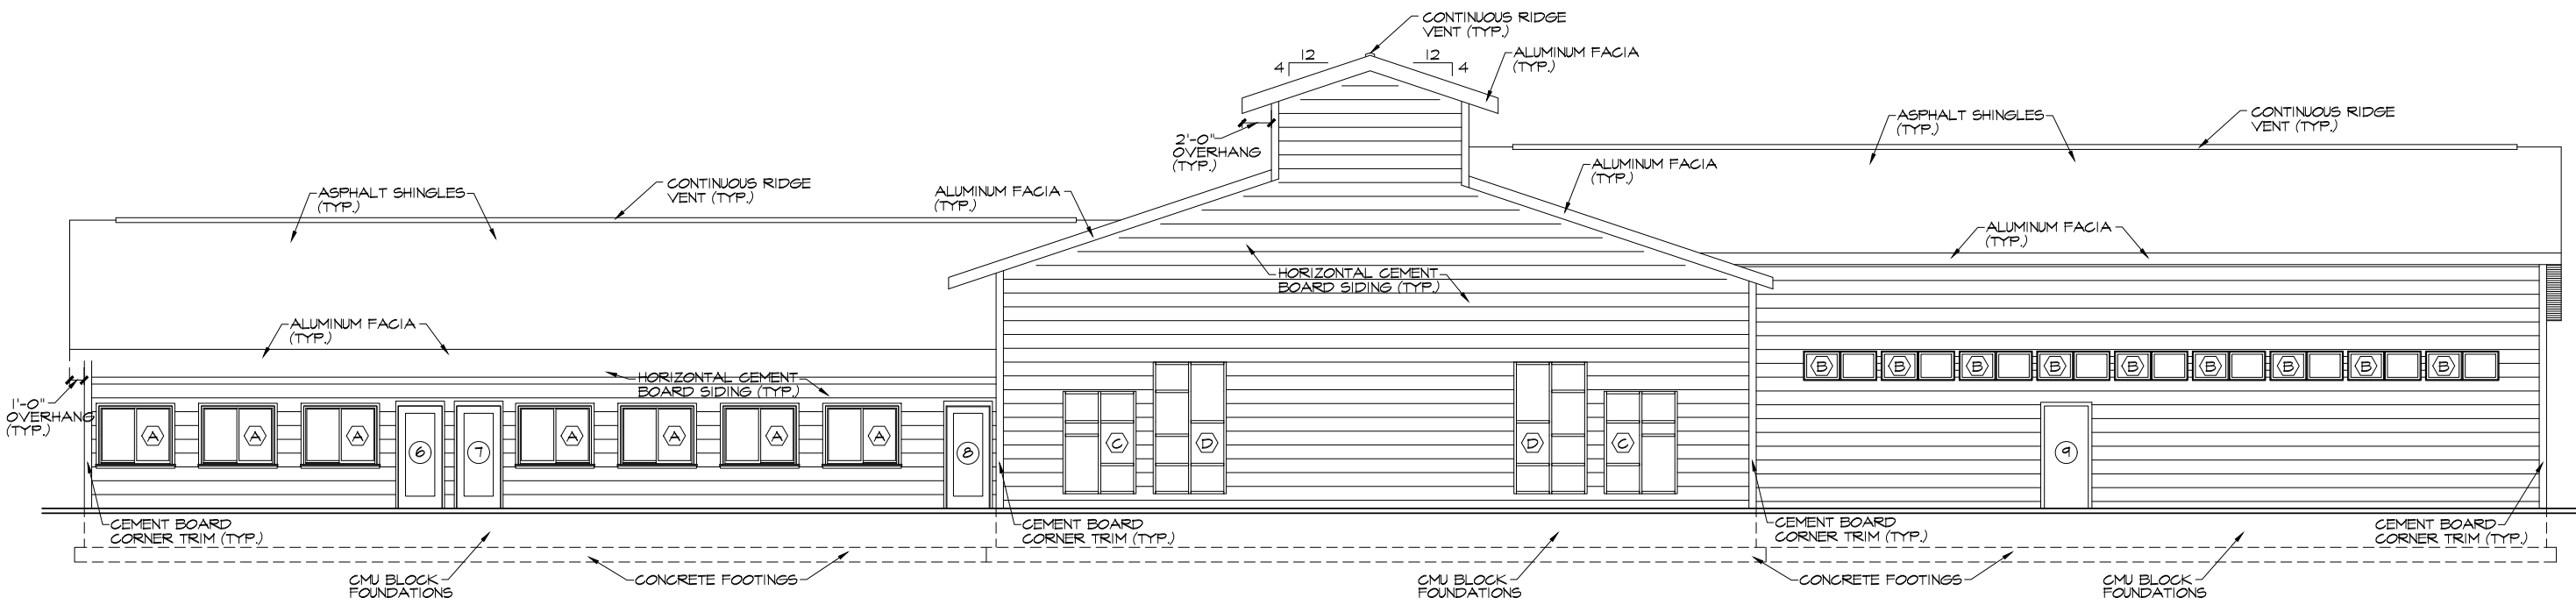 CONTINUOUS RIDGE
VENT (TYP.)
12
4
12
4
ALUMINUM FACIA
(TYP.)
2'-0"
OVERHANG
(TYP.)
ASPHALT SHINGLES
(TYP.)
CONTINUOUS RIDGE
VENT (TYP.)
ASPHALT SHINGLES
(TYP.)
CONTINUOUS RIDGE
VENT (TYP.)
ALUMINUM FACIA
(TYP.)
ALUMINUM FACIA
(TYP.)
ALUMINUM FACIA
(TYP.)
HORIZONTAL CEMENT
BOARD SIDING (TYP.)
ALUMINUM FACIA
(TYP.)
HORIZONTAL CEMENT
BOARD SIDING (TYP.)
1'-0"
OVERHANG
(TYP.)
B
B
B
B
B
B
B
B
B
A
A
A
6
7
A
A
A
A
8
C
D
D
C
9
CEMENT BOARD
CORNER TRIM (TYP.)
CEMENT BOARD
CORNER TRIM (TYP.)
CEMENT BOARD
CORNER TRIM (TYP.)
CEMENT BOARD
CORNER TRIM (TYP.)
CMU BLOCK
FOUNDATIONS
CONCRETE FOOTINGS
CMU BLOCK
FOUNDATIONS
CONCRETE FOOTINGS
CMU BLOCK
FOUNDATIONS